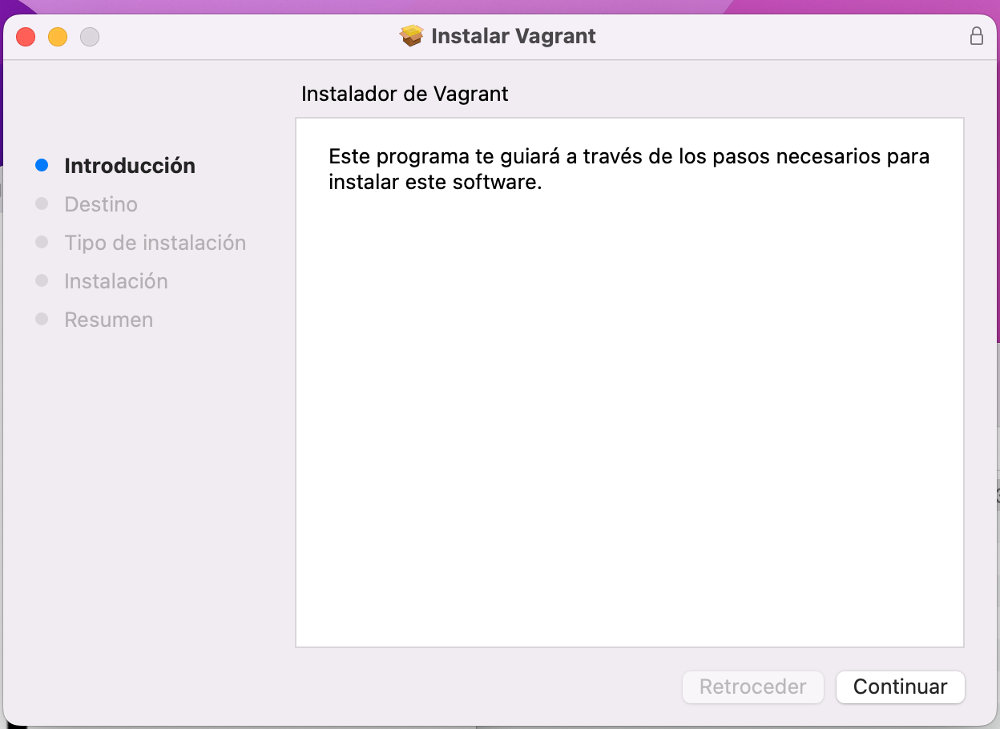 Instalar Vagrant
Instalador de Vagrant
Introducción
Destino
Tipo de instalación
Instalación
Resumen
Este programa te guiará a través de los pasos necesarios para
instalar este software.
Retroceder
Continuar